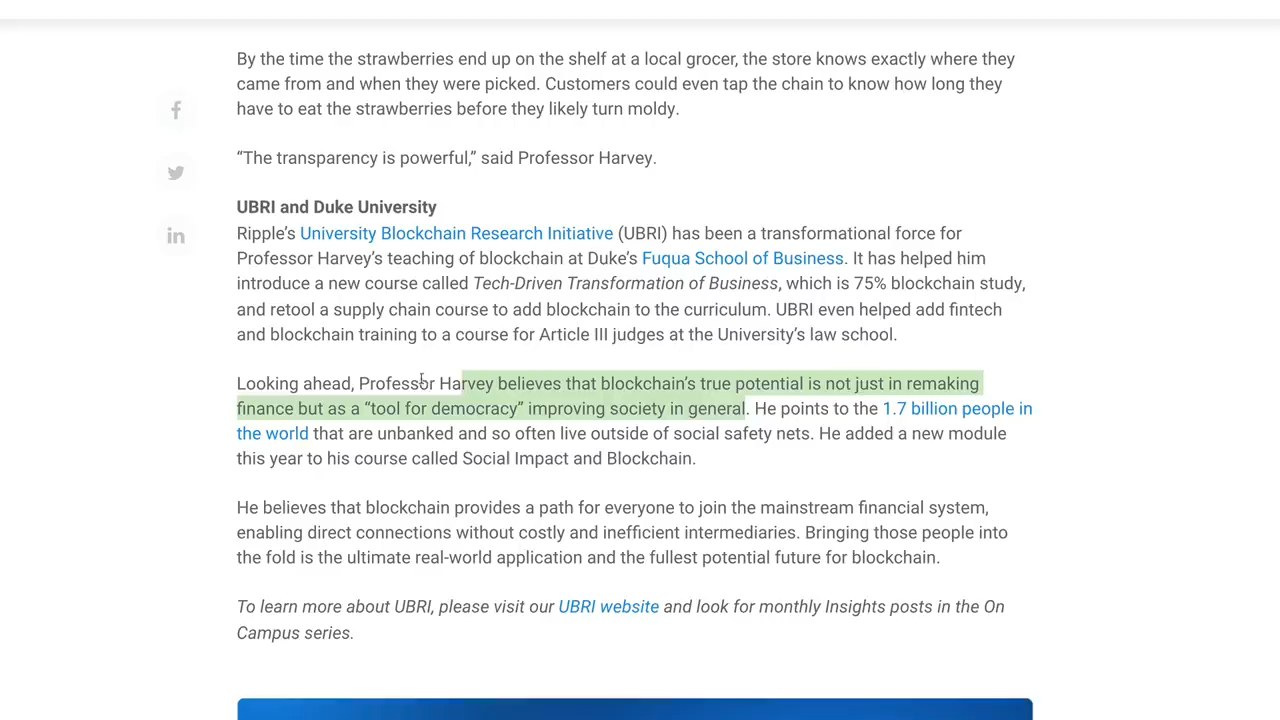 By the time the strawberries end up on the shelf at a local grocer, the store knows exactly where they
came from and when they were picked. Customers could even tap the chain to know how long they
have to eat the strawberries before they likely turn moldy.
“The transparency is powerful,” said Professor Harvey.
UBRI and Duke University
Ripple’s University Blockchain Research Initiative (UBRI) has been a transformational force for
Professor Harvey’s teaching of blockchain at Duke’s Fuqua School of Business. It has helped him
introduce a new course called Tech-Driven Transformation of Business, which is 75% blockchain study,
and retool a supply chain course to add blockchain to the curriculum. UBRI even helped add fintech
and blockchain training to a course for Article III judges at the University’s law school.
Looking ahead, Professor Harvey believes that blockchain’s true potential is not just in remaking
finance but as a “tool for democracy” improving society in general. He points to the 1.7 billion people in
the world that are unbanked and so often live outside of social safety nets. He added a new module
this year to his course called Social Impact and Blockchain.
He believes that blockchain provides a path for everyone to join the mainstream financial system,
enabling direct connections without costly and inefficient intermediaries. Bringing those people into
the fold is the ultimate real-world application and the fullest potential future for blockchain.
To learn more about UBRI, please visit our UBRI website and look for monthly Insights posts in the On
Campus series.